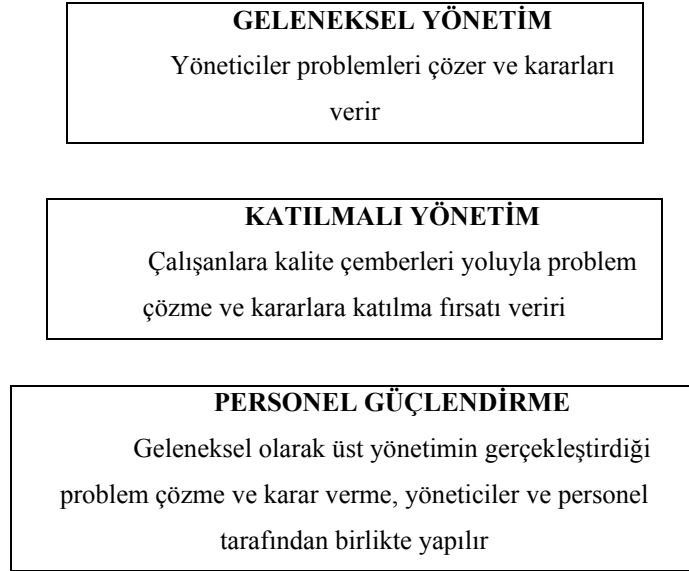 GELENEKSEL YÖNETİM
Yöneticiler problemleri çözer ve kararları
verir
KATILMALI YÖNETİM
Çalışanlara kalite çemberleri yoluyla problem
çözme ve kararlara katılma fırsatı veriri
PERSONEL GÜÇLENDİRME
Geleneksel olarak üst yönetimin gerçekleştirdiği
problem çözme ve karar verme, yöneticiler ve personel
tarafından birlikte yapılır